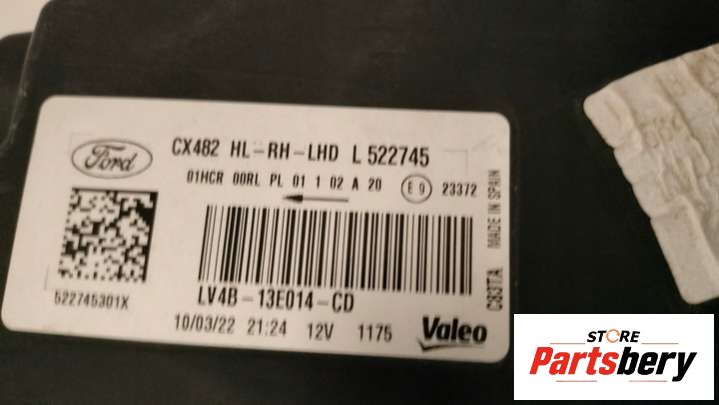 Ford
CX482 HL-RH-LHD L 522745
01HCR 00RL PL 01 1 02 A 20 E9 23372
LV4B-13E014-CD
522745301X
10/03/22 21:24 12V 1175 Valeo
C83TA MADE IN SPAIN
STORE
Partsbery